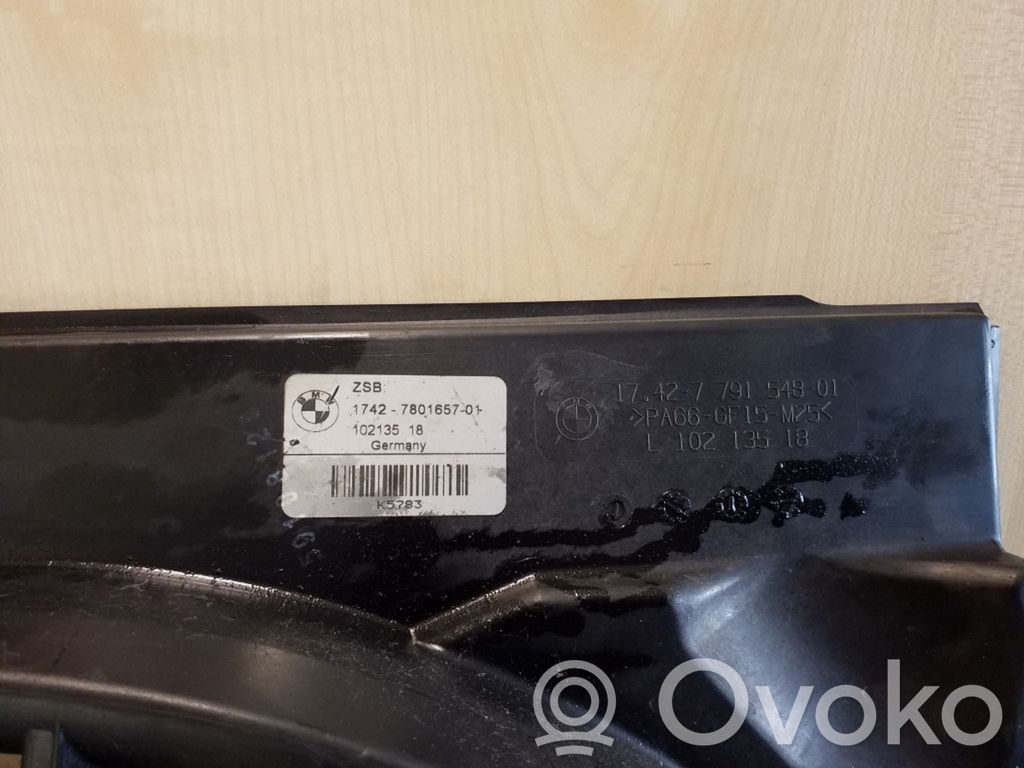 BMW
ZSB:
1742 - 7801657-01
102135 18
Germany
K5783
17.42-7 791 548-01
>PA66-GF15-M25<
L 102 135 18
Ovoko